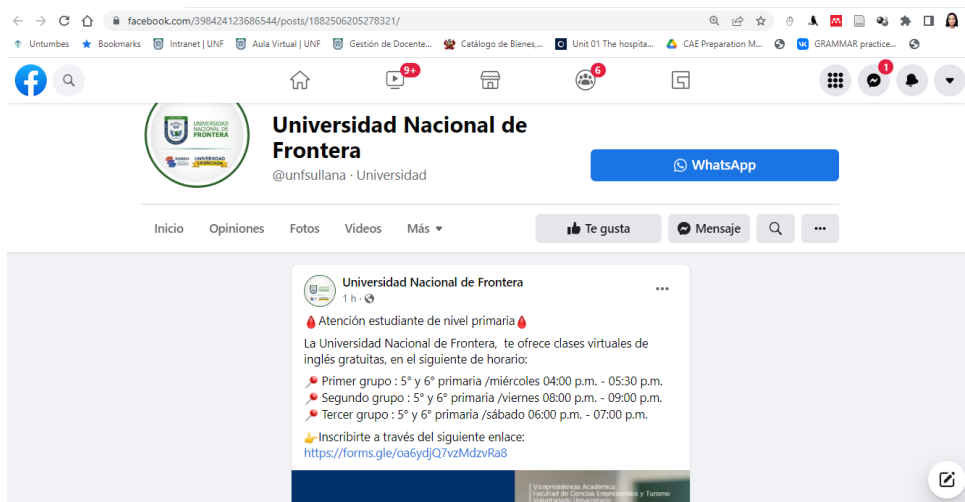 facebook.com/398424123686544/posts/1882506205278321/
Untumbes Bookmarks Intranet | UNF Aula Virtual | UNF Gestión de Docente... Catálogo de Bienes,... Unit 01 The hospita... CAE Preparation M... GRAMMAR practice...
9+ 6 1
UNIVERSIDAD
NACIONAL DE
FRONTERA
SUNEDU UNIVERSIDAD
LICENCIADA
Universidad Nacional de
Frontera
@unfsullana · Universidad
WhatsApp
Inicio Opiniones Fotos Videos Más Te gusta Mensaje
Universidad Nacional de Frontera
1 h ·
Atención estudiante de nivel primaria
La Universidad Nacional de Frontera, te ofrece clases virtuales de
inglés gratuitas, en el siguiente de horario:
Primer grupo : 5° y 6° primaria /miércoles 04:00 p.m. - 05:30 p.m.
Segundo grupo : 5° y 6° primaria /viernes 08:00 p.m. - 09:00 p.m.
Tercer grupo : 5° y 6° primaria /sábado 06:00 p.m. - 07:00 p.m.
Inscribirte a través del siguiente enlace:
https://forms.gle/oa6ydjQ7vzMdzvRa8
Vicepresidencia Académica
Facultad de Ciencias Empresariales y Turismo
Voluntariado Universitario